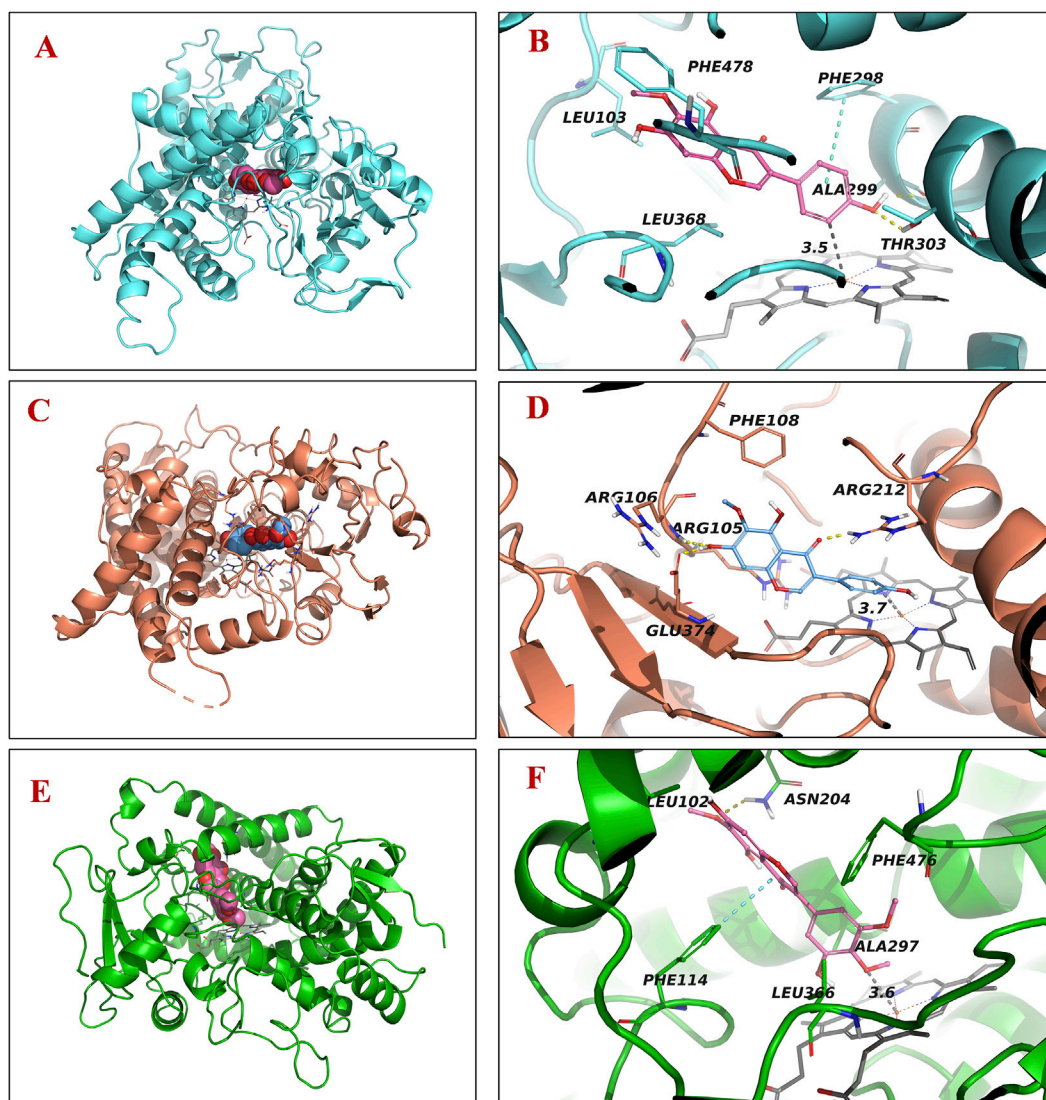 A
B
PHE478
PHE298
LEU103
ALA299
LEU368
THR303
3.5
C
D
PHE108
ARG106
ARG212
ARG105
3.7
GLU374
E
F
LEU102
ASN204
PHE476
ALA297
PHE114
LEU366
3.6